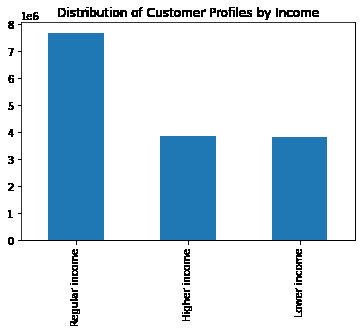 Distribution of Customer Profiles by Income
1e6
8
7
6
5
4
3
2
1
0
Regular income
Higher income
Lower income